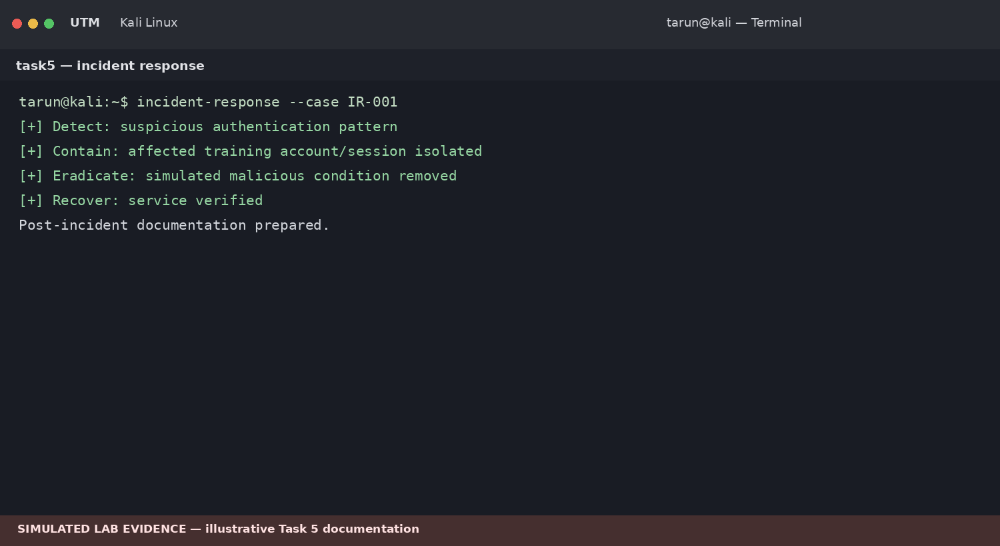 UTM Kali Linux tarun@kali — Terminal
task5 — incident response
tarun@kali:~$ incident-response --case IR-001
[+] Detect: suspicious authentication pattern
[+] Contain: affected training account/session isolated
[+] Eradicate: simulated malicious condition removed
[+] Recover: service verified
Post-incident documentation prepared.
SIMULATED LAB EVIDENCE — illustrative Task 5 documentation